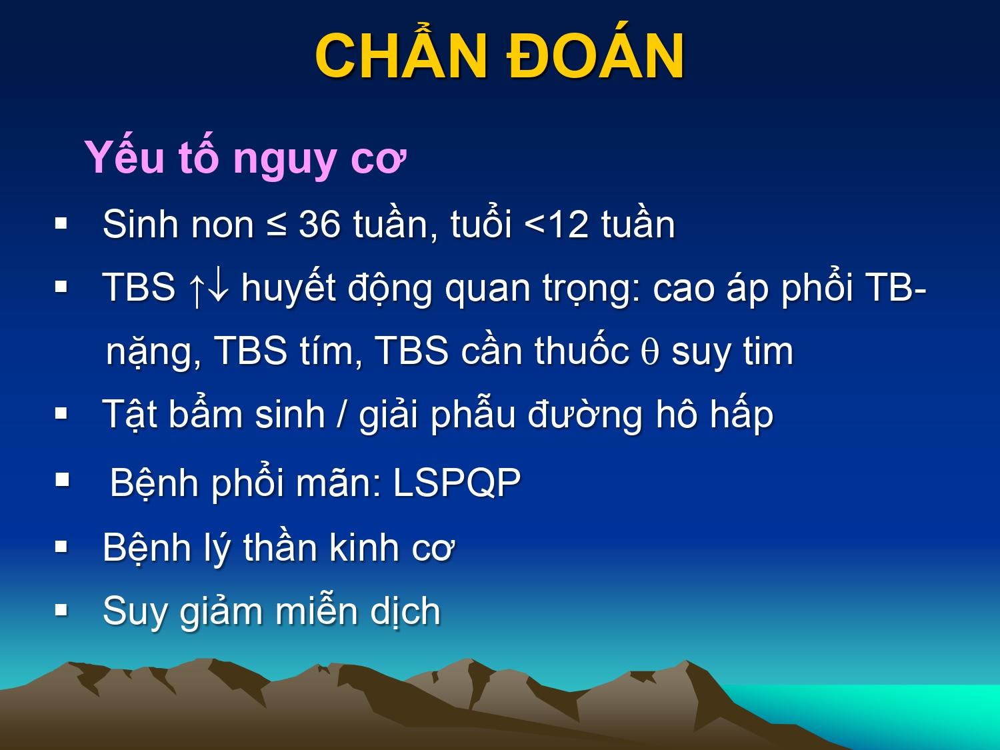 CHẨN ĐOÁN
Yếu tố nguy cơ
▪ Sinh non ≤ 36 tuần, tuổi <12 tuần
▪ TBS ↑↓ huyết động quan trọng: cao áp phổi TB-
nặng, TBS tím, TBS cần thuốc θ suy tim
▪ Tật bẩm sinh / giải phẫu đường hô hấp
▪ Bệnh phổi mãn: LSPQP
▪ Bệnh lý thần kinh cơ
▪ Suy giảm miễn dịch